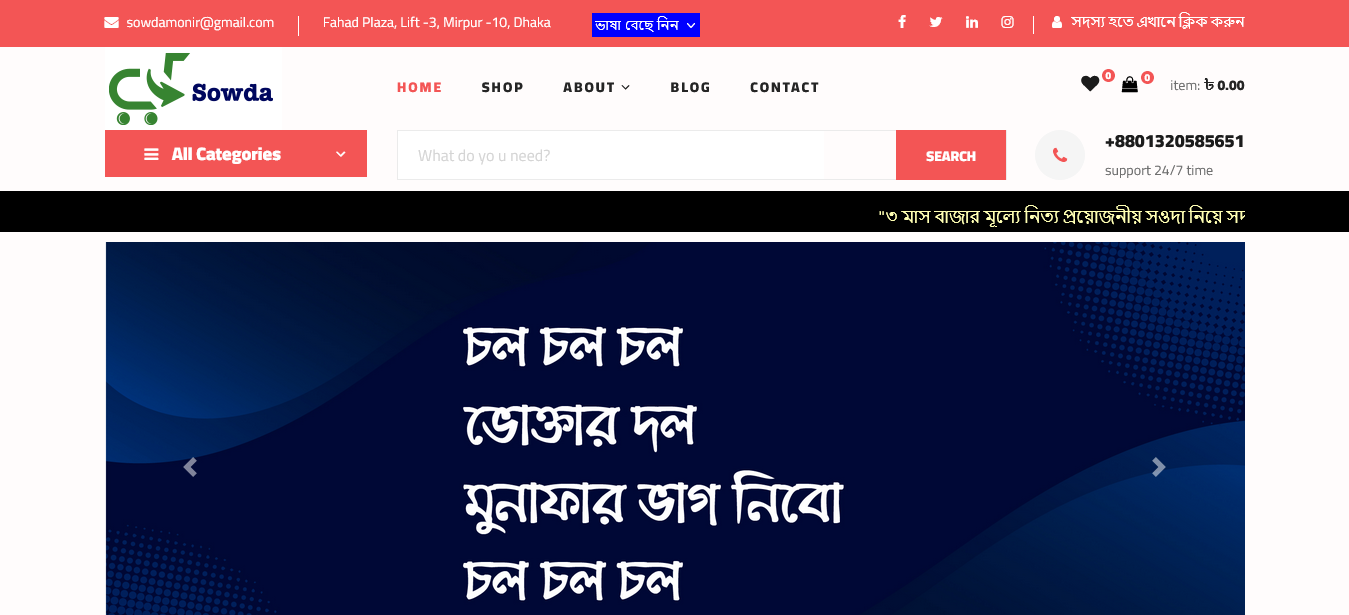 sowdamonir@gmail.com
Fahad Plaza, Lift -3, Mirpur -10, Dhaka
ভাষা বেছে নিন
সদস্য হতে এখানে ক্লিক করুন
Sowda
HOME
SHOP
ABOUT
BLOG
CONTACT
0
0
item: ৳ 0.00
All Categories
What do yo u need?
SEARCH
+8801320585651
support 24/7 time
"৩ মাস বাজার মূল্যে নিত্য প্রয়োজনীয় সওদা নিয়ে
চল চল চল
ভোক্তার দল
মুনাফার ভাগ নিবো
চল চল চল